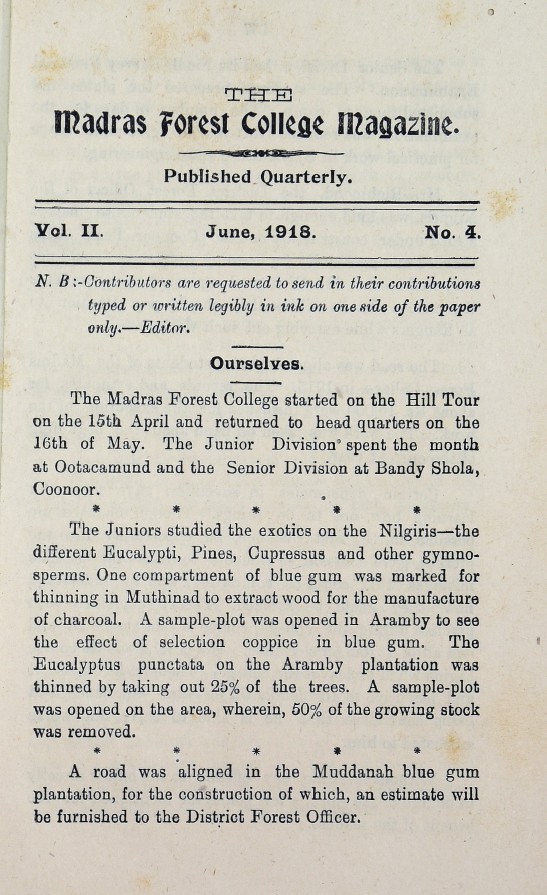 THE
Madras Forest College Magazine.
Published Quarterly.
Vol. II. June, 1918. No. 4.
N. B :-Contributors are requested to send in their contributions
typed or written legibly in ink on one side of the paper
only.—Editor.
Ourselves.
The Madras Forest College started on the Hill Tour
on the 15th April and returned to head quarters on the
16th of May. The Junior Division spent the month
at Ootacamund and the Senior Division at Bandy Shola,
Coonoor.
* * * * *
The Juniors studied the exotics on the Nilgiris—the
different Eucalypti, Pines, Cupressus and other gymno-
sperms. One compartment of blue gum was marked for
thinning in Muthinad to extract wood for the manufacture
of charcoal. A sample-plot was opened in Aramby to see
the effect of selection coppice in blue gum. The
Eucalyptus punctata on the Aramby plantation was
thinned by taking out 25% of the trees. A sample-plot
was opened on the area, wherein, 50% of the growing stock
was removed.
* * * * *
A road was aligned in the Muddanah blue gum
plantation, for the construction of which, an estimate will
be furnished to the District Forest Officer.